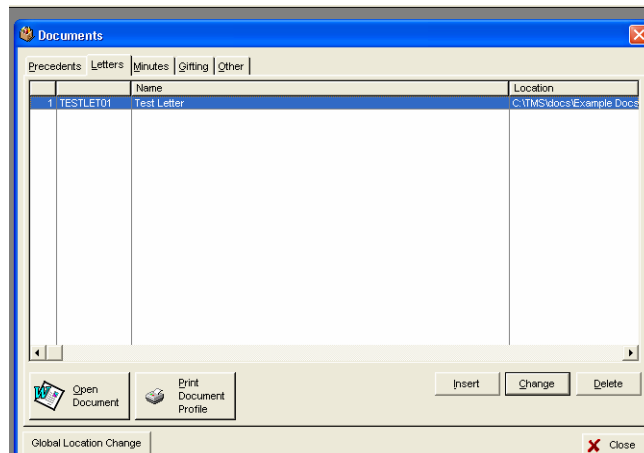 Documents
Precedents Letters Minutes Gifting Other
Name Location
1 TESTLET01 Test Letter C:\TMS\docs\Example Docs
Open Document
Print Document Profile
Insert Change Delete
Global Location Change Close